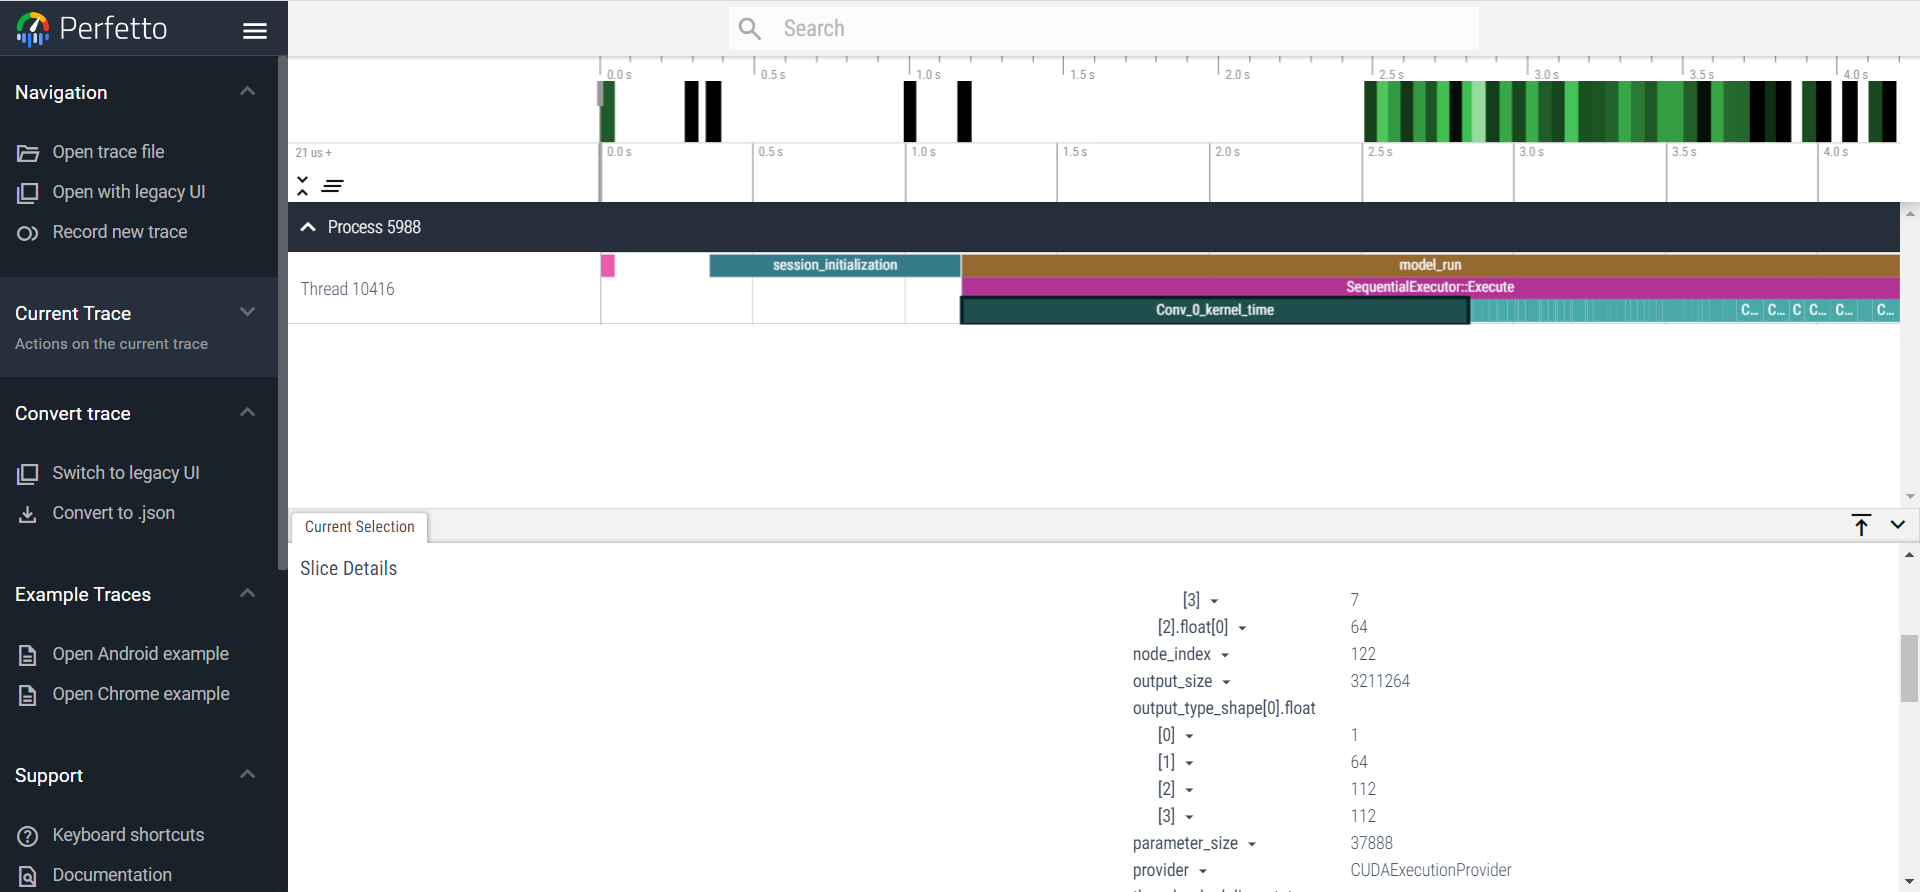 Perfetto
Search
Navigation
Open trace file
Open with legacy UI
Record new trace
Current Trace
Actions on the current trace
Convert trace
Switch to legacy UI
Convert to .json
Example Traces
Open Android example
Open Chrome example
Support
Keyboard shortcuts
Documentation
0.0 s 0.5 s 1.0 s 1.5 s 2.0 s 2.5 s 3.0 s 3.5 s 4.0 s
21 us + 0.0 s 0.5 s 1.0 s 1.5 s 2.0 s 2.5 s 3.0 s 3.5 s 4.0 s
Process 5988
Thread 10416
session_initialization model_run
SequentialExecutor::Execute
Conv_0_kernel_time C... C... C C... C... C...
Current Selection
Slice Details
[3] 7
[2].float[0] 64
node_index 122
output_size 3211264
output_type_shape[0].float
[0] 1
[1] 64
[2] 112
[3] 112
parameter_size 37888
provider CUDAExecutionProvider